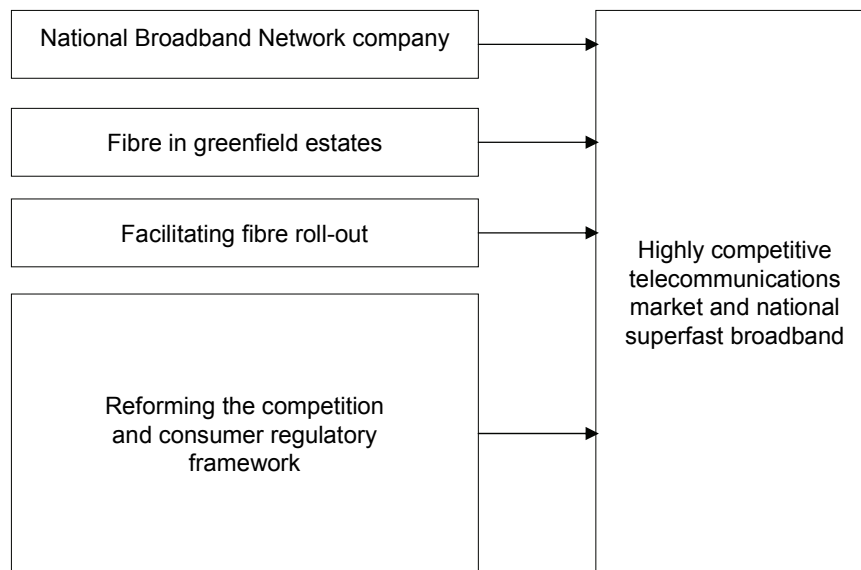 National Broadband Network company
Fibre in greenfield estates
Facilitating fibre roll-out
Reforming the competition
and consumer regulatory
framework
Highly competitive
telecommunications
market and national
superfast broadband